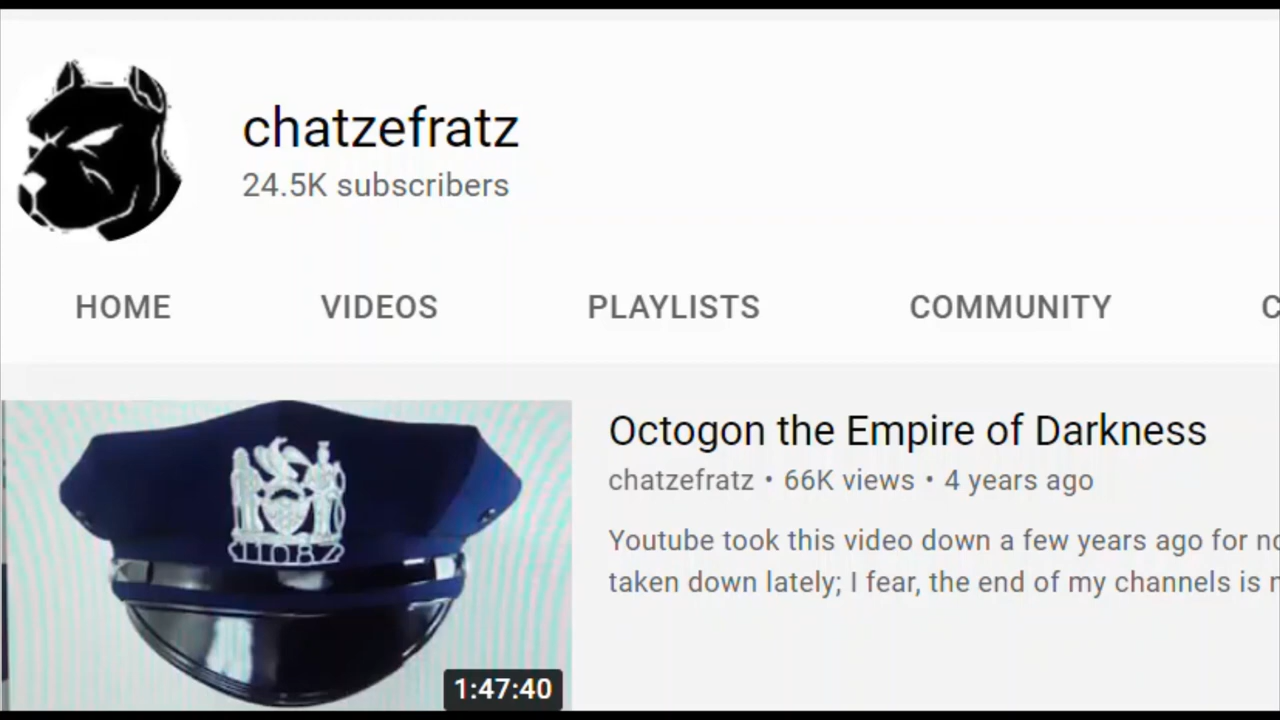 chatzefratz
24.5K subscribers
HOME VIDEOS PLAYLISTS COMMUNITY
Octogon the Empire of Darkness
chatzefratz • 66K views • 4 years ago
Youtube took this video down a few years ago for
taken down lately; I fear, the end of my channels is
11082
1:47:40